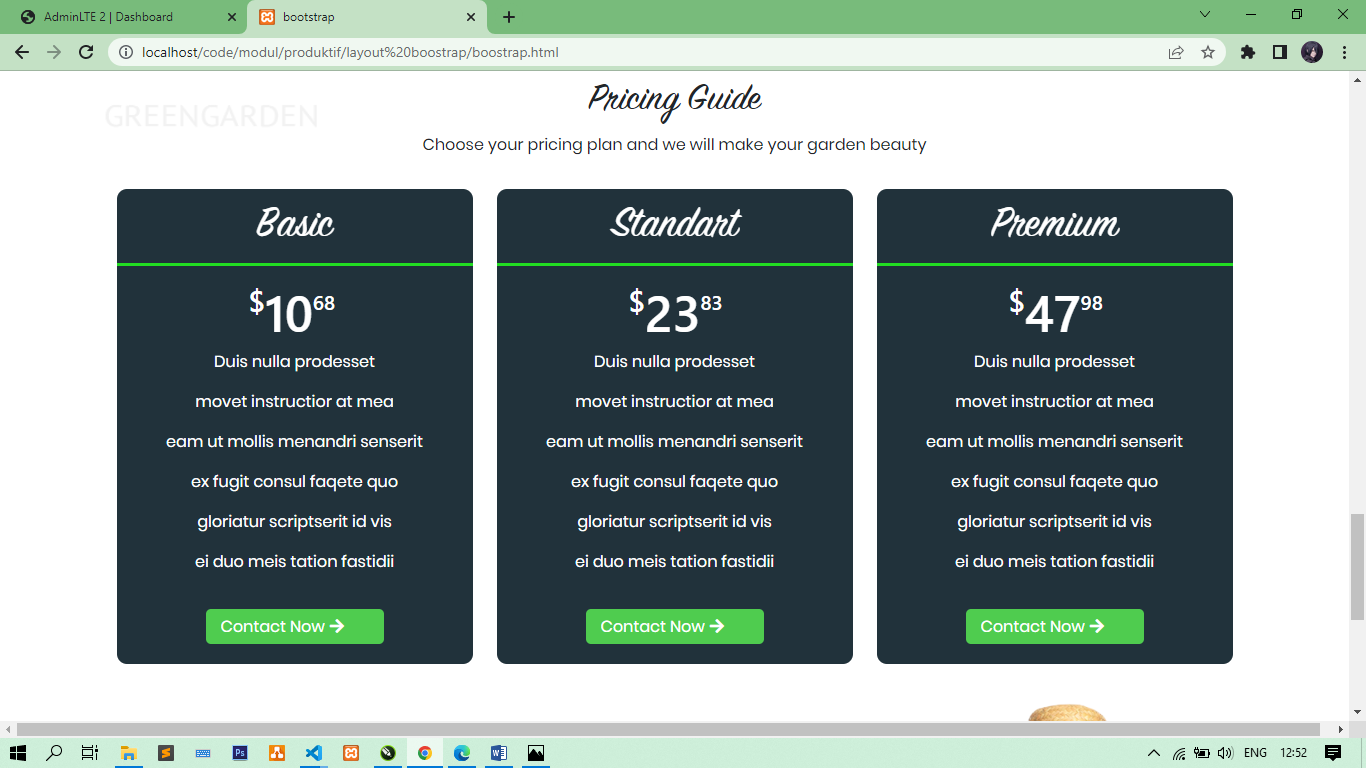 AdminLTE 2 | Dashboard
bootstrap
localhost/code/modul/produktif/layout%20boostrap/boostrap.html
GREENGARDEN
Pricing Guide
Choose your pricing plan and we will make your garden beauty
Basic
$10 68
Duis nulla prodesset
movet instructior at mea
eam ut mollis menandri senserit
ex fugit consul faqete quo
gloriatur scriptserit id vis
ei duo meis tation fastidii
Contact Now
Standart
$23 83
Duis nulla prodesset
movet instructior at mea
eam ut mollis menandri senserit
ex fugit consul faqete quo
gloriatur scriptserit id vis
ei duo meis tation fastidii
Contact Now
Premium
$47 98
Duis nulla prodesset
movet instructior at mea
eam ut mollis menandri senserit
ex fugit consul faqete quo
gloriatur scriptserit id vis
ei duo meis tation fastidii
Contact Now
Ps
ENG
12:52